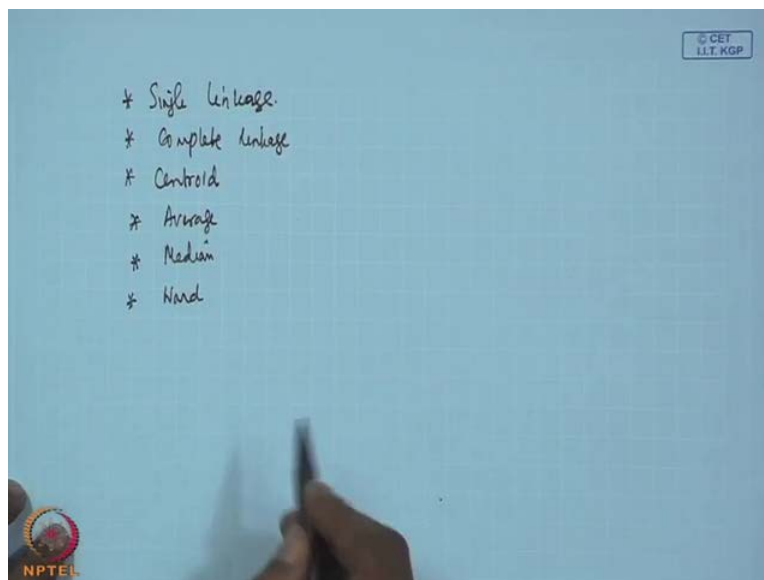 © CET
I.I.T. KGP
* Single linkage.
* Complete linkage
* Centroid
* Average
* Median
* Ward
NPTEL